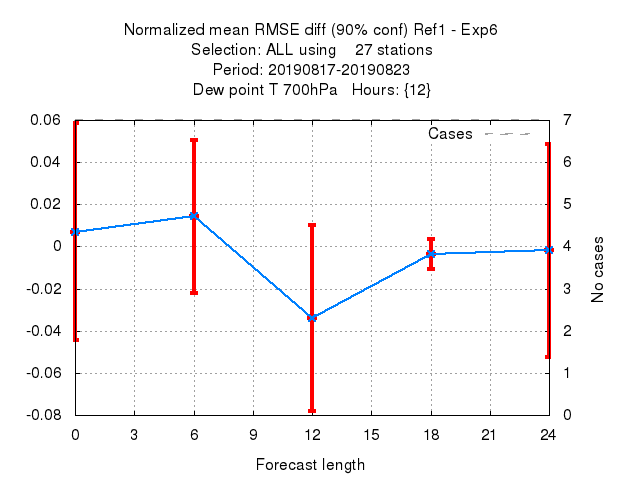 Normalized mean RMSE diff (90% conf) Ref1 - Exp6
Selection: ALL using    27 stations
Period: 20190817-20190823
Dew point T 700hPa   Hours: {12}
0.06
0.04
0.02
0
-0.02
-0.04
-0.06
-0.08
Cases
7
6
5
4
3
2
1
0
No cases
0 3 6 9 12 15 18 21 24
Forecast length